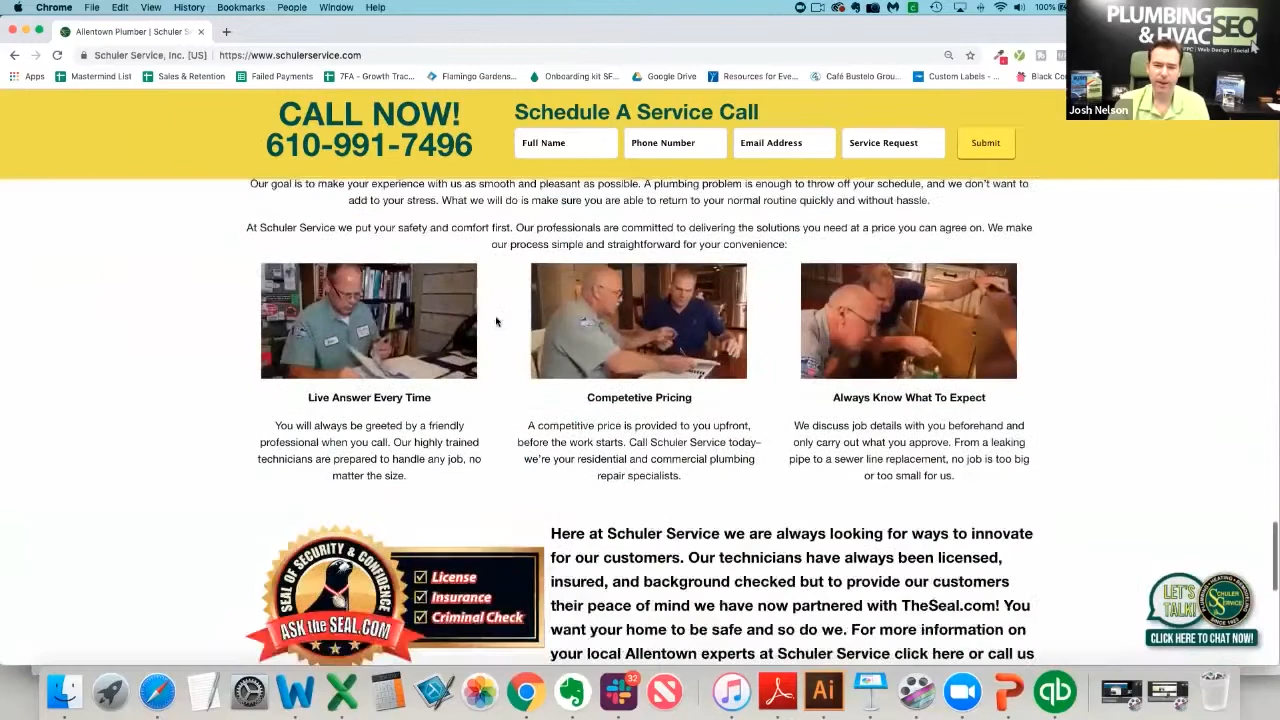 Chrome File Edit View History Bookmarks People Window Help
100%
Allentown Plumber | Schuler S
Schuler Service, Inc. [US] https://www.schulerservice.com
Apps Mastermind List Sales & Retention Failed Payments 7FA - Growth Trac... Flamingo Gardens... Onboarding kit SF... Google Drive Resources for Eve... Café Bustelo Grou... Custom Labels - ... Black Co
PLUMBING
& HVAC SEO
PPC | Web Design | Social
Josh Nelson
CALL NOW!
610-991-7496
Schedule A Service Call
Full Name Phone Number Email Address Service Request Submit
Our goal is to make your experience with us as smooth and pleasant as possible. A plumbing problem is enough to throw off your schedule, and we don't want to
add to your stress. What we will do is make sure you are able to return to your normal routine quickly and without hassle.
At Schuler Service we put your safety and comfort first. Our professionals are committed to delivering the solutions you need at a price you can agree on. We make
our process simple and straightforward for your convenience:
Live Answer Every Time
You will always be greeted by a friendly
professional when you call. Our highly trained
technicians are prepared to handle any job, no
matter the size.
Competetive Pricing
A competitive price is provided to you upfront,
before the work starts. Call Schuler Service today–
we're your residential and commercial plumbing
repair specialists.
Always Know What To Expect
We discuss job details with you beforehand and
only carry out what you approve. From a leaking
pipe to a sewer line replacement, no job is too big
or too small for us.
SEAL OF SECURITY & CONFIDENCE
ASK the SEAL.COM
License
Insurance
Criminal Check
Here at Schuler Service we are always looking for ways to innovate
for our customers. Our technicians have always been licensed,
insured, and background checked but to provide our customers
their peace of mind we have now partnered with TheSeal.com! You
want your home to be safe and so do we. For more information on
your local Allentown experts at Schuler Service click here or call us
LET'S
TALK!
SCHULER
SERVICE
CLICK HERE TO CHAT NOW!
32
Ai
qb